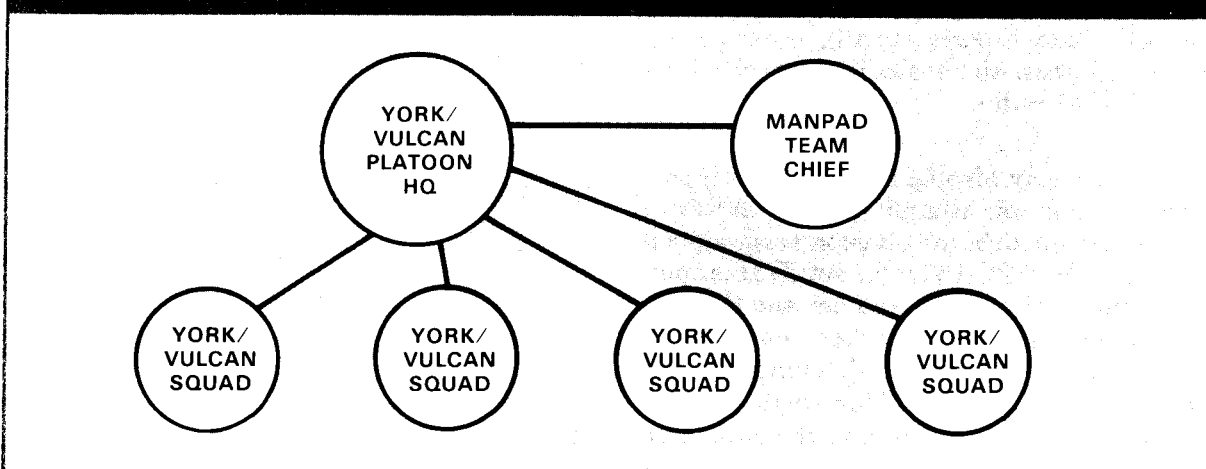 YORK/
VULCAN
PLATOON
HQ
MANPAD
TEAM
CHIEF
YORK/
VULCAN
SQUAD
YORK/
VULCAN
SQUAD
YORK/
VULCAN
SQUAD
YORK/
VULCAN
SQUAD